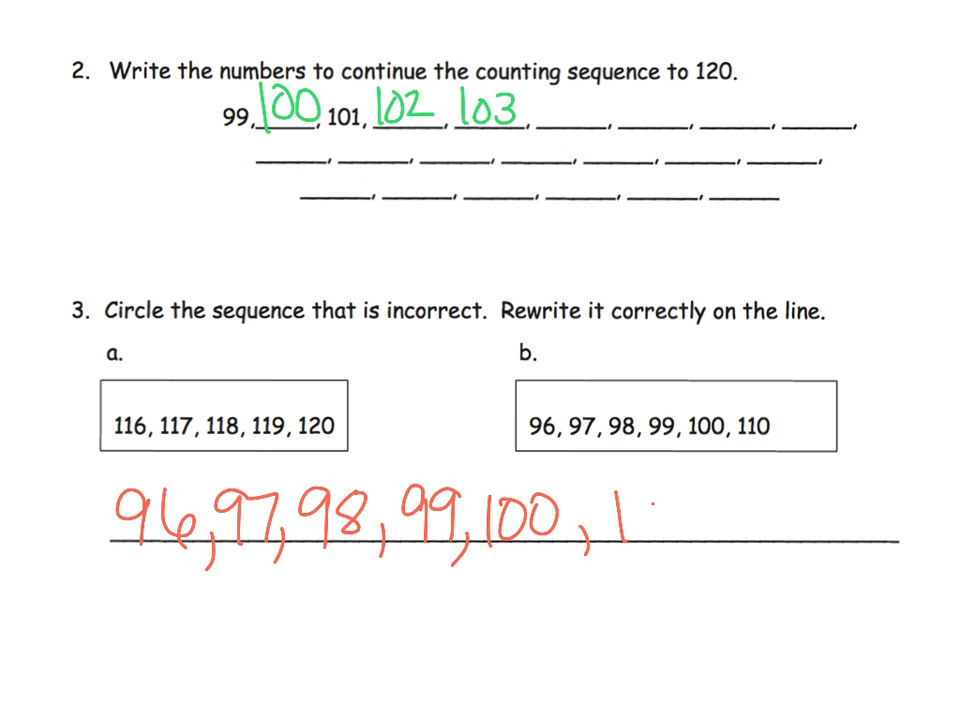 2. Write the numbers to continue the counting sequence to 120.
99, 100, 101, 102, 103, ______, ______, ______, ______,
______, ______, ______, ______, ______, ______, ______,
______, ______, ______, ______, ______, ______
3. Circle the sequence that is incorrect. Rewrite it correctly on the line.
a. b.
116, 117, 118, 119, 120 96, 97, 98, 99, 100, 110
96, 97, 98, 99, 100, 1